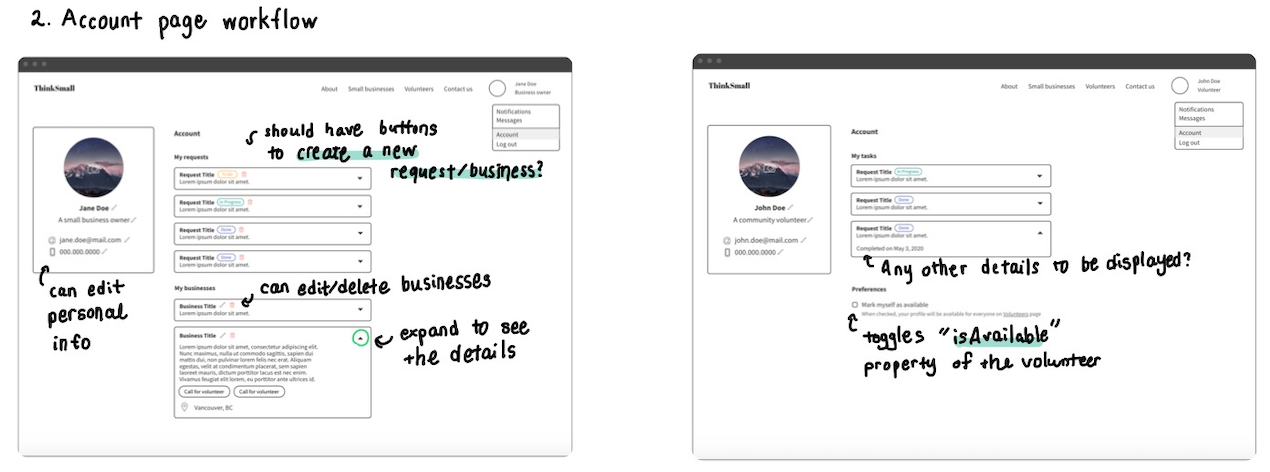 2. Account page workflow
ThinkSmall
About Small businesses Volunteers Contact us
Jane Doe
Business owner
Notifications
Messages
Account
Log out
Jane Doe
A small business owner
jane.doe@mail.com
000.000.0000
can edit
personal
info
Account
should have buttons
to create a new
request/business?
My requests
Request Title
Lorem ipsum dolor sit amet.
Request Title In Progress
Lorem ipsum dolor sit amet.
Request Title Done
Lorem ipsum dolor sit amet.
Request Title Done
Lorem ipsum dolor sit amet.
My businesses
can edit/delete businesses
Business Title
Lorem ipsum dolor sit amet.
Business Title
expand to see
the details
Lorem ipsum dolor sit amet, consectetur adipiscing elit.
Nunc maximus, nulla ut commodo sagittis, sapien dui
mattis dui, non pulvinar lorem felis nec erat. Aliquam
egestas, velit at condimentum placerat, sem sapien
laoreet mauris, dictum porttitor lacus est nec enim.
Vivamus feugiat elit lorem, eu porttitor ante ultrices id.
Call for volunteer Call for volunteer
Vancouver, BC
ThinkSmall
About Small businesses Volunteers Contact us
John Doe
Volunteer
Notifications
Messages
Account
Log out
John Doe
A community volunteer
john.doe@mail.com
000.000.0000
Account
My tasks
Request Title In Progress
Lorem ipsum dolor sit amet.
Request Title Done
Lorem ipsum dolor sit amet.
Request Title Done
Lorem ipsum dolor sit amet.
Completed on May 3, 2020
Any other details to be displayed?
Preferences
Mark myself as available
When checked, your profile will be available for everyone on Volunteers page
toggles "isAvailable"
property of the volunteer